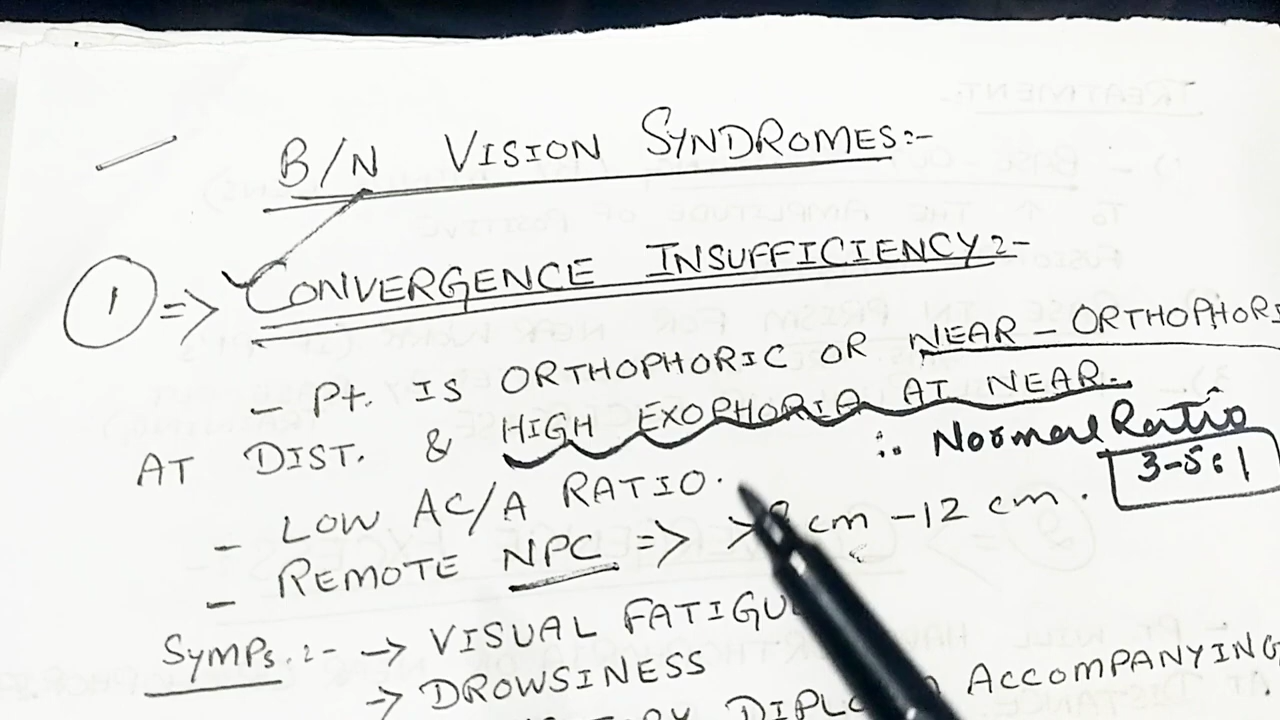 B/N VISION SYNDROMES:-
1 => CONVERGENCE INSUFFICIENCY:-
- Pt. IS ORTHOPHORIC OR NEAR - ORTHOPHORI
AT DIST. & HIGH EXOPHORIA AT NEAR.
∴ Normal Ratio
3-5:1
- LOW AC/A RATIO.
- REMOTE NPC => > cm - 12 cm.
SYMPS:- → VISUAL
→ DROWSINESS
ACCOMPANYING
TREATMENT: